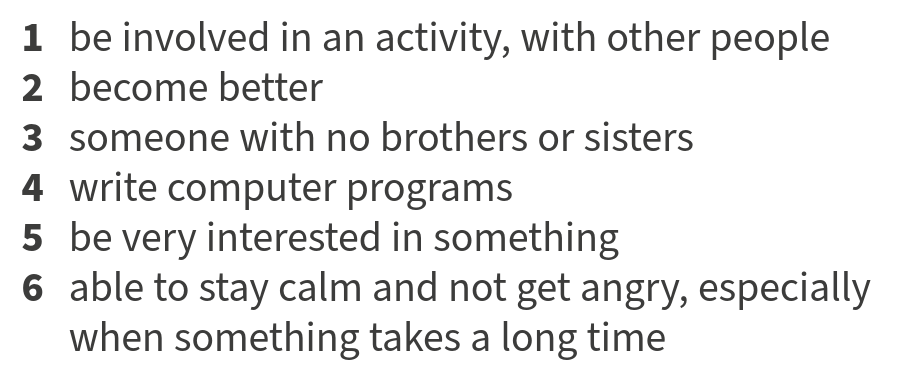 1 be involved in an activity, with other people
2 become better
3 someone with no brothers or sisters
4 write computer programs
5 be very interested in something
6 able to stay calm and not get angry, especially
when something takes a long time